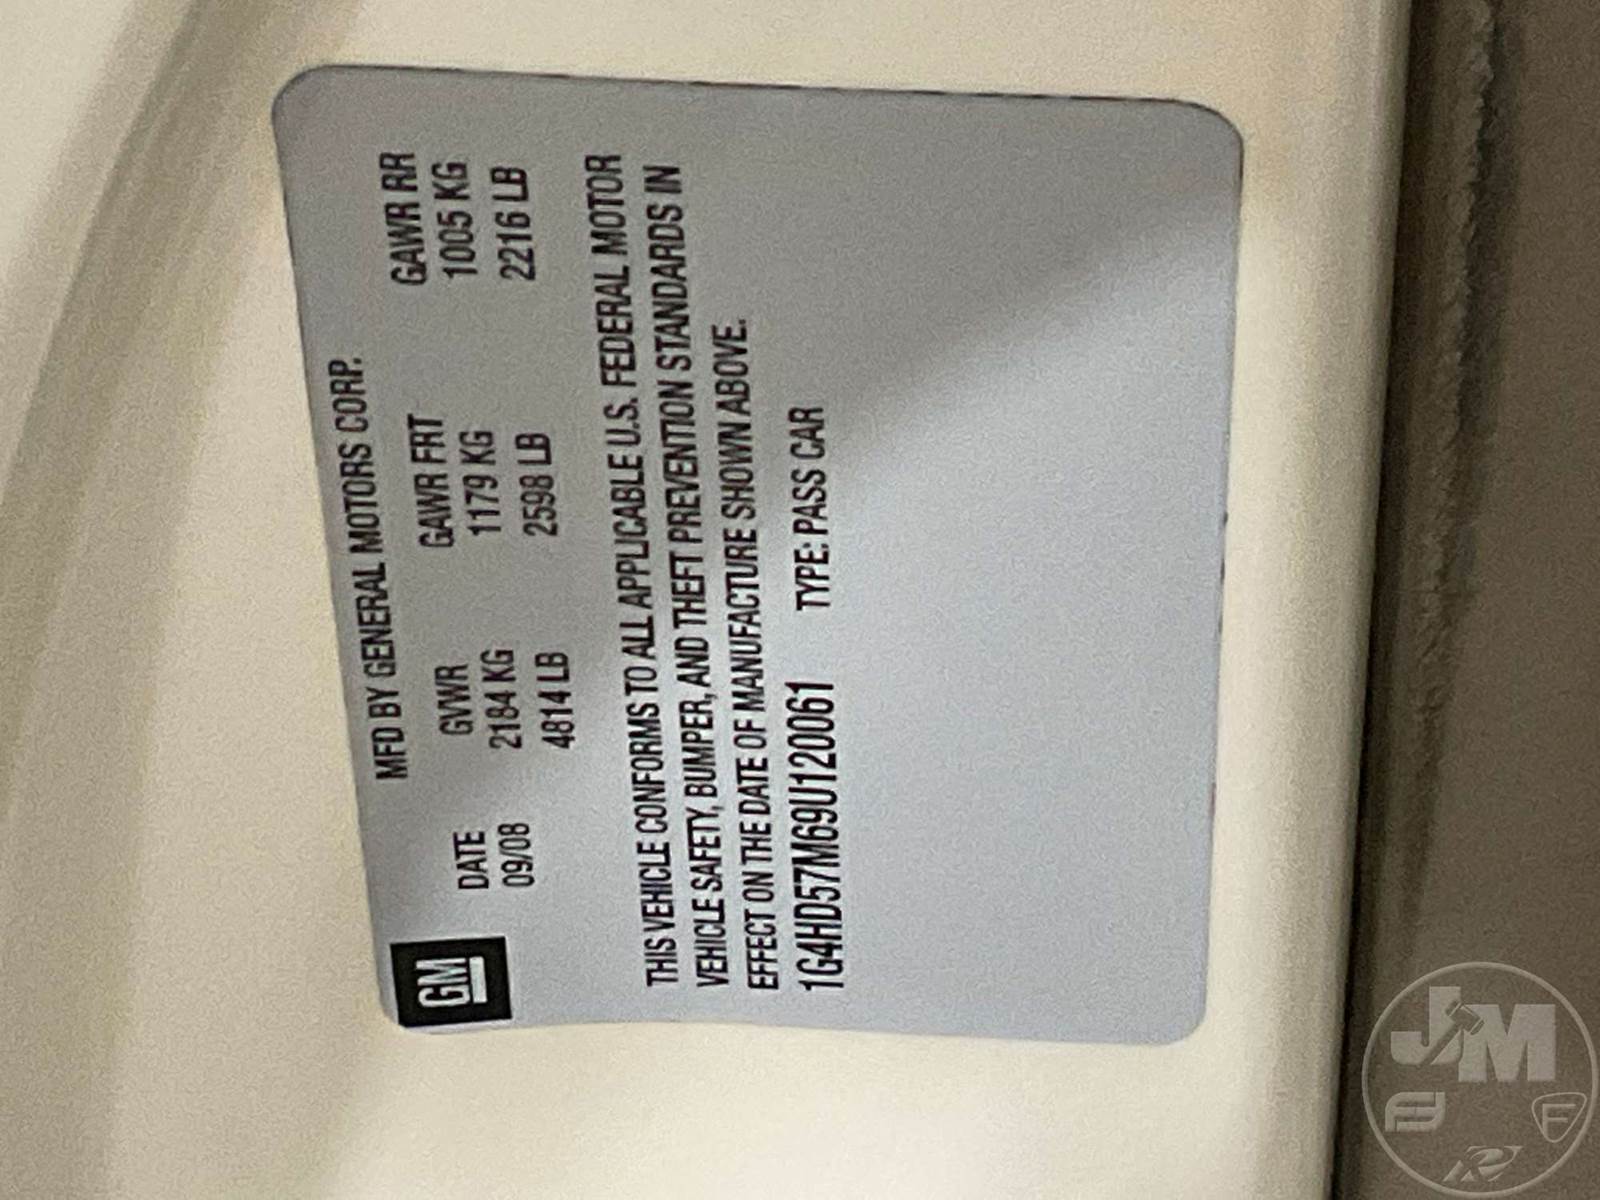 GM
MFD BY GENERAL MOTORS CORP.
DATE GVWR GAWR FRT GAWR RR
09/08 2184 KG 1179 KG 1005 KG
4814 LB 2598 LB 2216 LB
THIS VEHICLE CONFORMS TO ALL APPLICABLE U.S. FEDERAL MOTOR
VEHICLE SAFETY, BUMPER, AND THEFT PREVENTION STANDARDS IN
EFFECT ON THE DATE OF MANUFACTURE SHOWN ABOVE.
1G4HD57M69U120061 TYPE: PASS CAR
JM